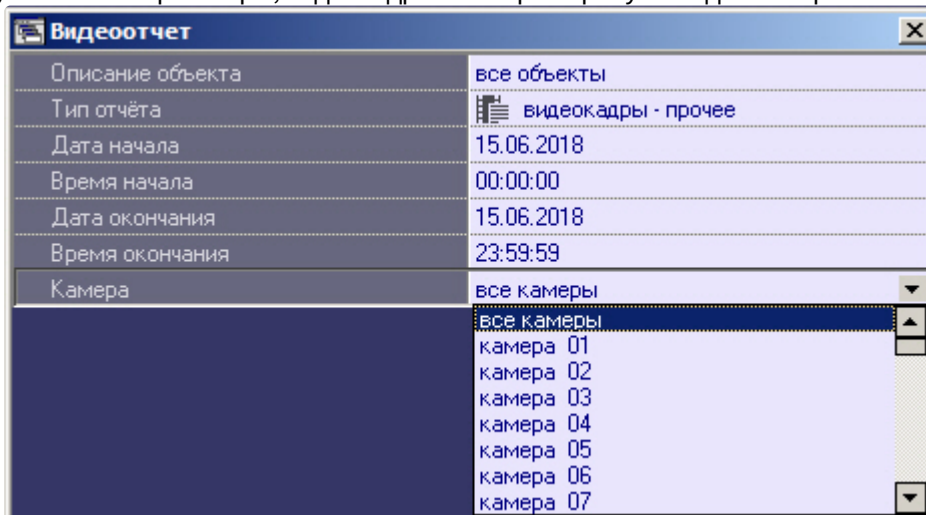 Видеоотчет
Описание объекта все объекты
Тип отчёта видеокадры - прочее
Дата начала 15.06.2018
Время начала 00:00:00
Дата окончания 15.06.2018
Время окончания 23:59:59
Камера все камеры
все камеры
камера 01
камера 02
камера 03
камера 04
камера 05
камера 06
камера 07